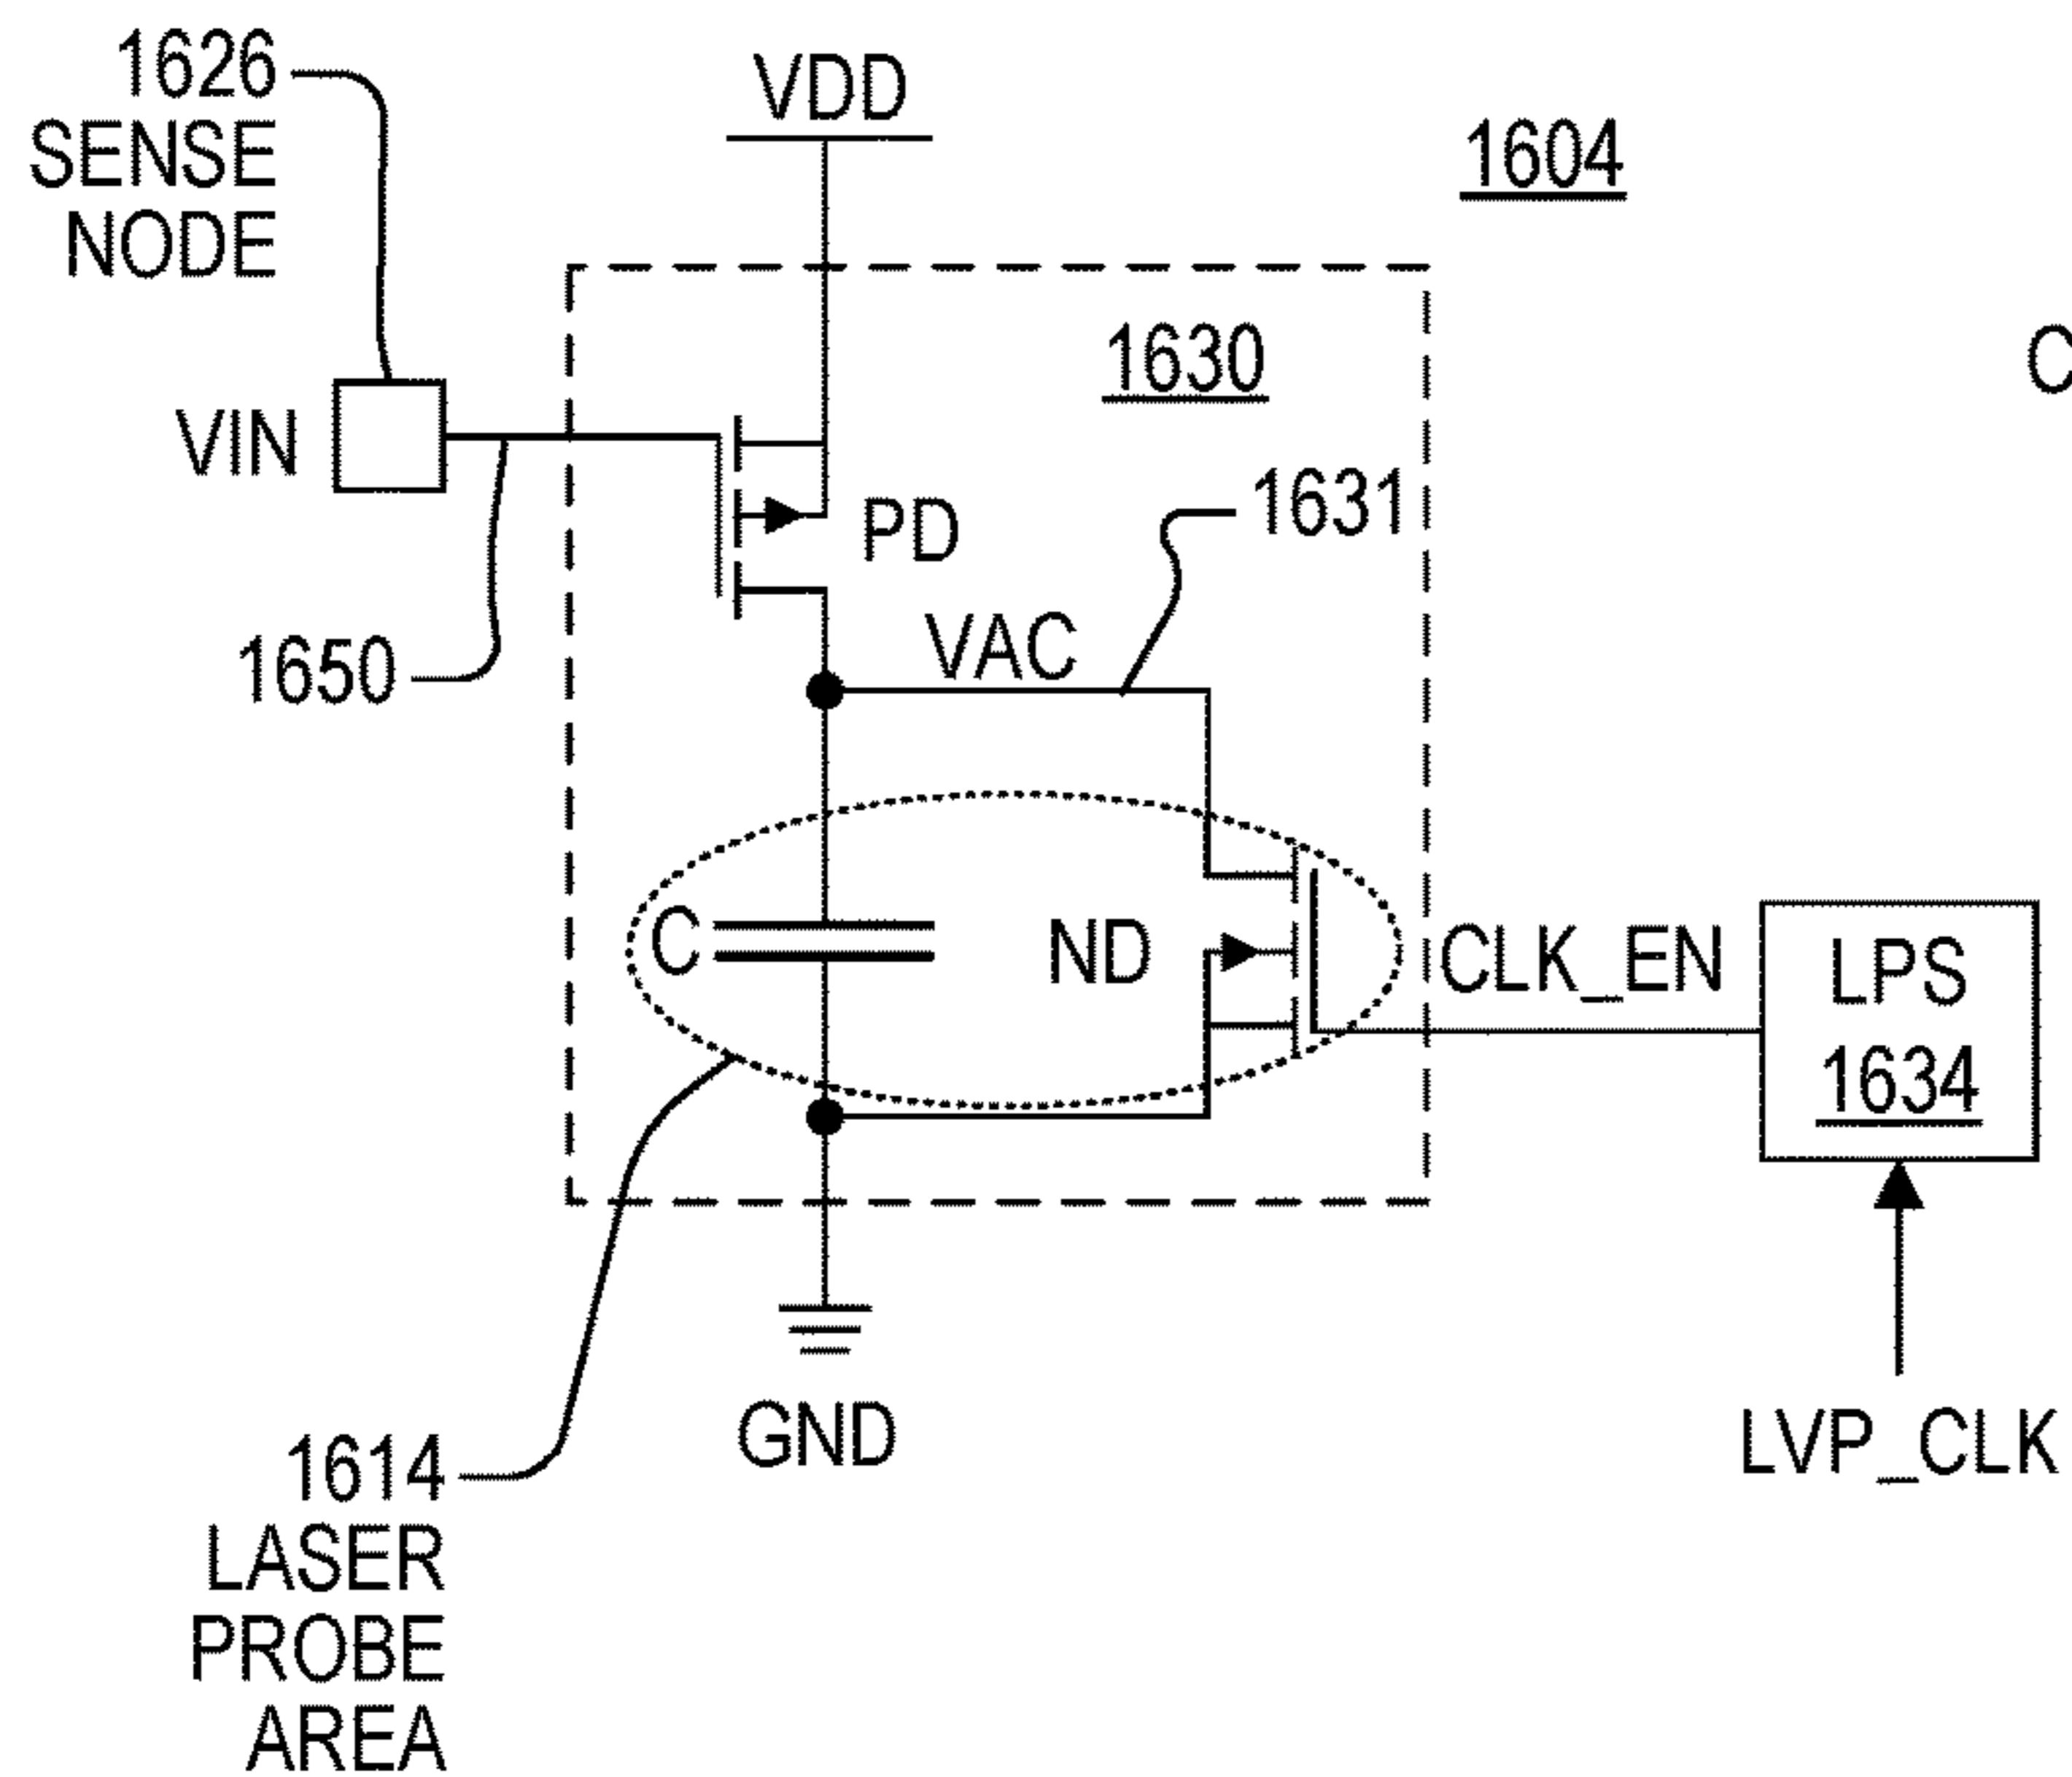 1626
SENSE
NODE
VDD
1604
1630
C
VIN
1631
PD
1650
VAC
C
ND
CLK_EN
LPS
1634
GND
LVP_CLK
1614
LASER
PROBE
AREA